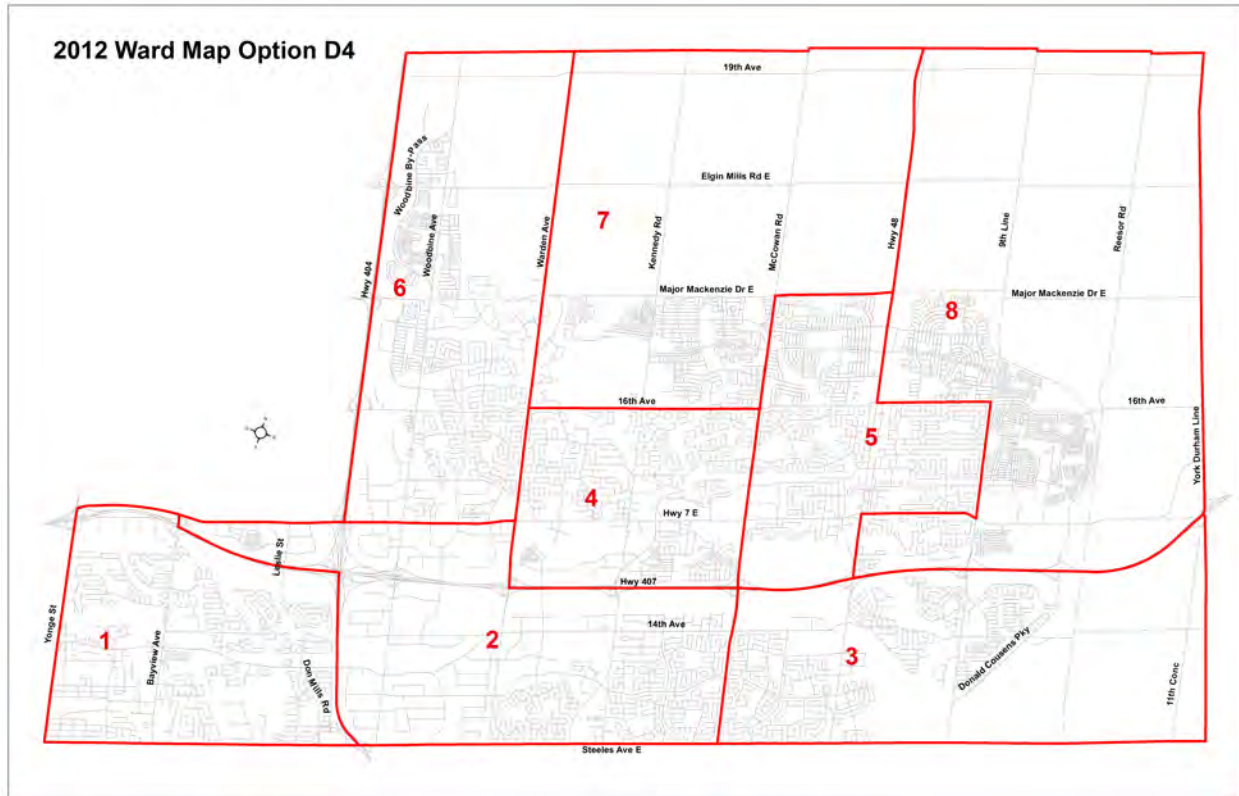 2012 Ward Map Option D4
19th Ave
Woodbine By-Pass
Elgin Mills Rd E
7
Woodbine Ave
Warden Ave
Kennedy Rd
McCowan Rd
Hwy 48
9th Line
Reesor Rd
Hwy 404
6
Major Mackenzie Dr E
Major Mackenzie Dr E
8
16th Ave
16th Ave
5
York Durham Line
4
Hwy 7 E
Leslie St
Hwy 407
Yonge St
1
Bayview Ave
Don Mills Rd
2
14th Ave
3
Donald Cousens Pky
11th Conc
Steeles Ave E